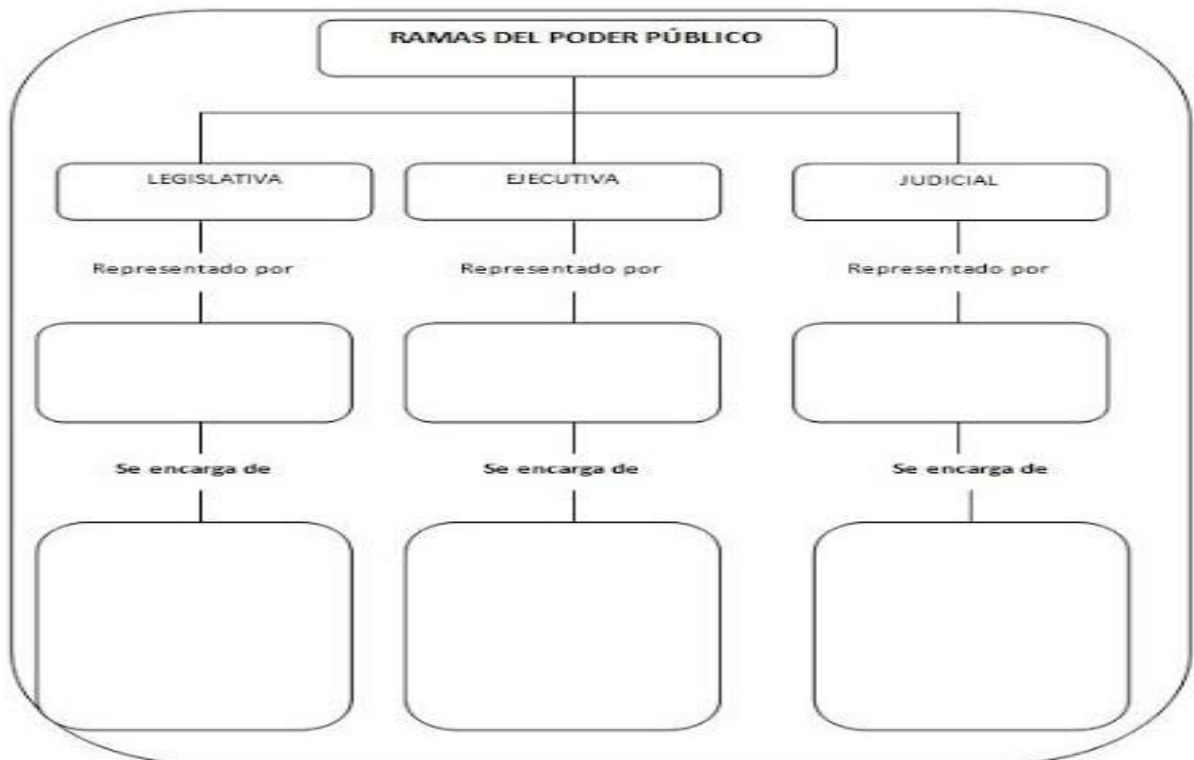 RAMAS DEL PODER PÚBLICO
LEGISLATIVA
EJECUTIVA
JUDICIAL
Representado por
Representado por
Representado por
Se encarga de
Se encarga de
Se encarga de